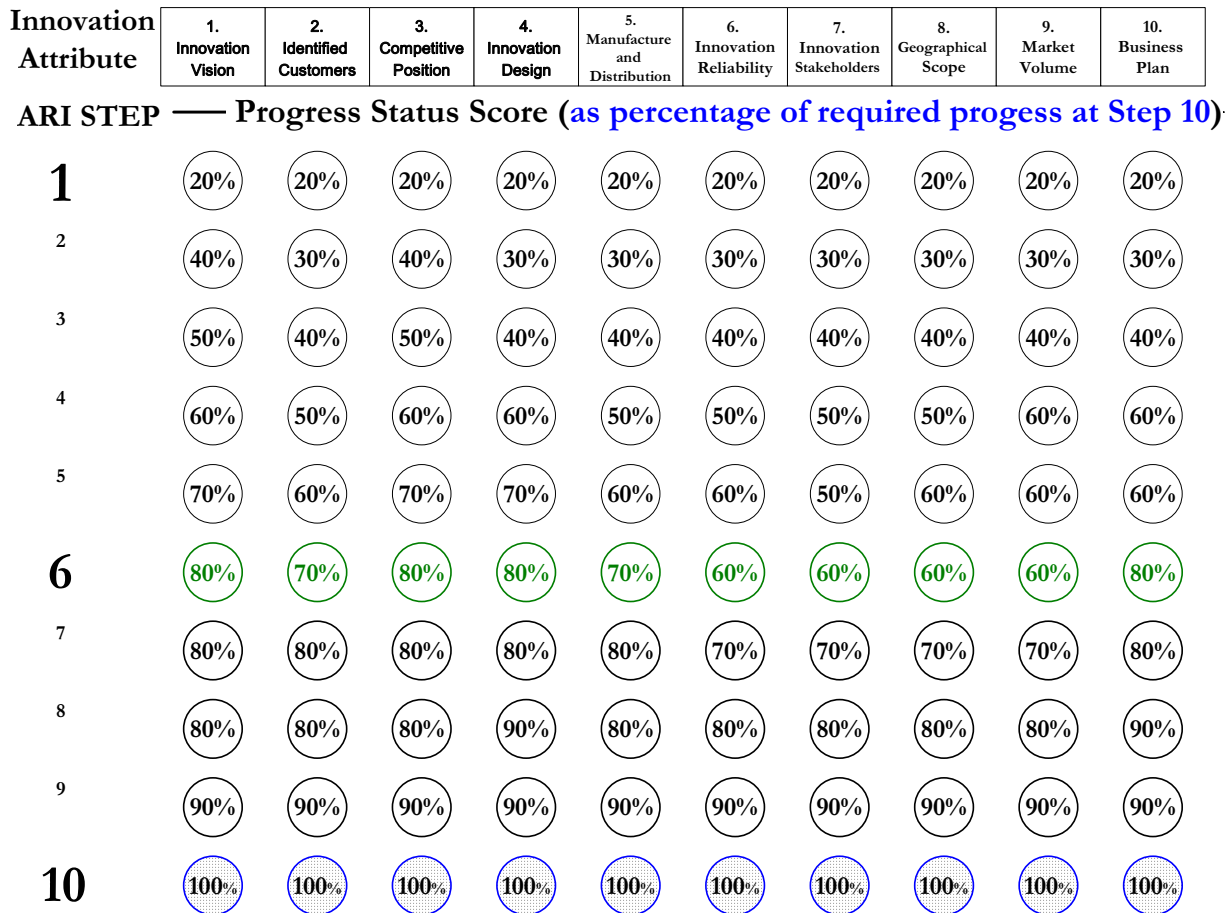 Innovation Attribute
1. Innovation Vision
2. Identified Customers
3. Competitive Position
4. Innovation Design
5. Manufacture and Distribution
6. Innovation Reliability
7. Innovation Stakeholders
8. Geographical Scope
9. Market Volume
10. Business Plan
ARI STEP — Progress Status Score (as percentage of required progess at Step 10)
1 20% 20% 20% 20% 20% 20% 20% 20% 20% 20%
2 40% 30% 40% 30% 30% 30% 30% 30% 30% 30%
3 50% 40% 50% 40% 40% 40% 40% 40% 40% 40%
4 60% 50% 60% 60% 50% 50% 50% 50% 60% 60%
5 70% 60% 70% 70% 60% 60% 50% 60% 60% 60%
6 80% 70% 80% 80% 70% 60% 60% 60% 60% 80%
7 80% 80% 80% 80% 80% 70% 70% 70% 70% 80%
8 80% 80% 80% 90% 80% 80% 80% 80% 80% 90%
9 90% 90% 90% 90% 90% 90% 90% 90% 90% 90%
10 100% 100% 100% 100% 100% 100% 100% 100% 100% 100%